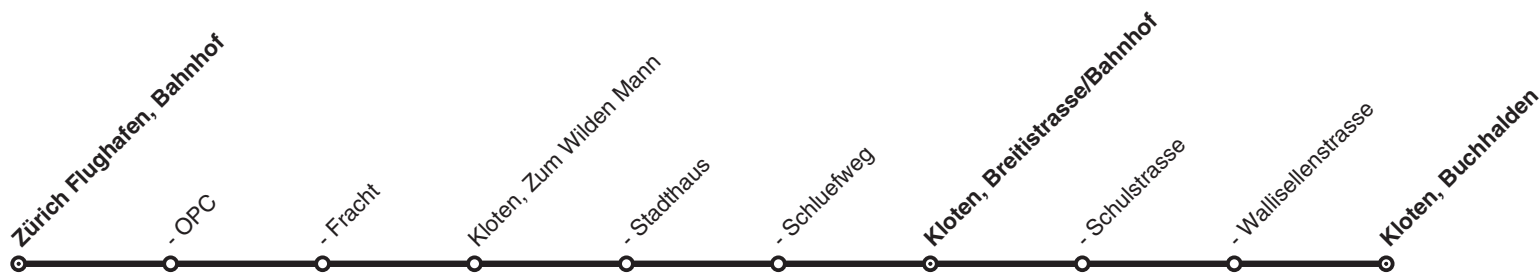 Zürich Flughafen, Bahnhof
- OPC
- Fracht
Kloten, Zum Wilden Mann
- Stadthaus
- Schluefweg
Kloten, Breitistrasse/Bahnhof
- Schulstrasse
- Wallisellenstrasse
Kloten, Buchhalden